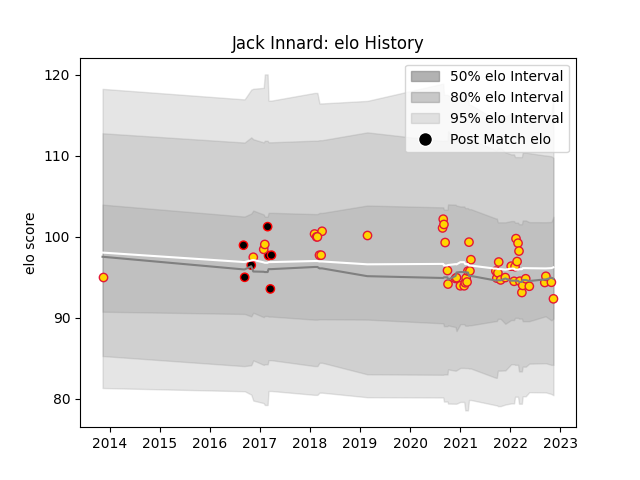 Jack Innard: elo History
50% elo Interval
80% elo Interval
95% elo Interval
Post Match elo
elo score
120
110
100
90
80
2014 2015 2016 2017 2018 2019 2020 2021 2022 2023